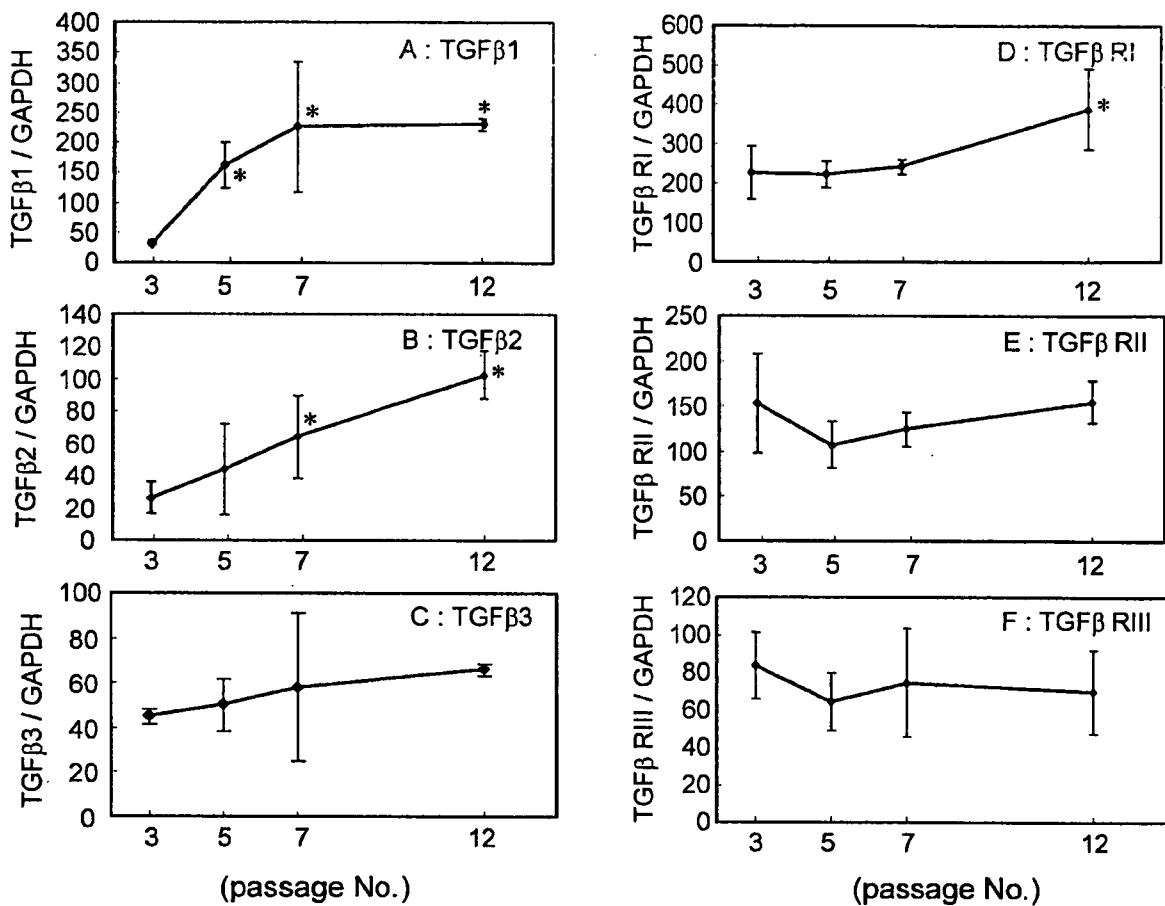 A : TGFβ1
TGFβ1 / GAPDH
400
350
300
250
200
150
100
50
0
*
*
*
3 5 7 12
B : TGFβ2
TGFβ2 / GAPDH
140
120
100
80
60
40
20
0
*
*
3 5 7 12
C : TGFβ3
TGFβ3 / GAPDH
100
80
60
40
20
0
3 5 7 12
(passage No.)
D : TGFβ RI
TGFβ RI / GAPDH
600
500
400
300
200
100
0
*
3 5 7 12
E : TGFβ RII
TGFβ RII / GAPDH
250
200
150
100
50
0
3 5 7 12
F : TGFβ RIII
TGFβ RIII / GAPDH
120
100
80
60
40
20
0
3 5 7 12
(passage No.)